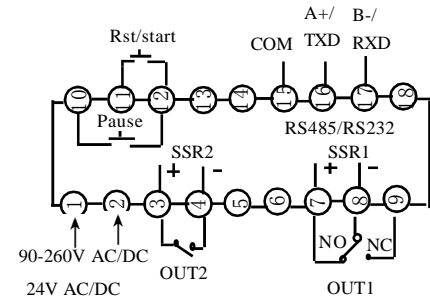 Rst/start
A+/ B-/
COM TXD RXD
10 11 12 13 14 15 16 17 18
Pause
RS485/RS232
SSR2 SSR1
+ - + -
1 2 3 4 5 6 7 8 9
90-260V AC/DC
NO NC
OUT2
24V AC/DC
OUT1